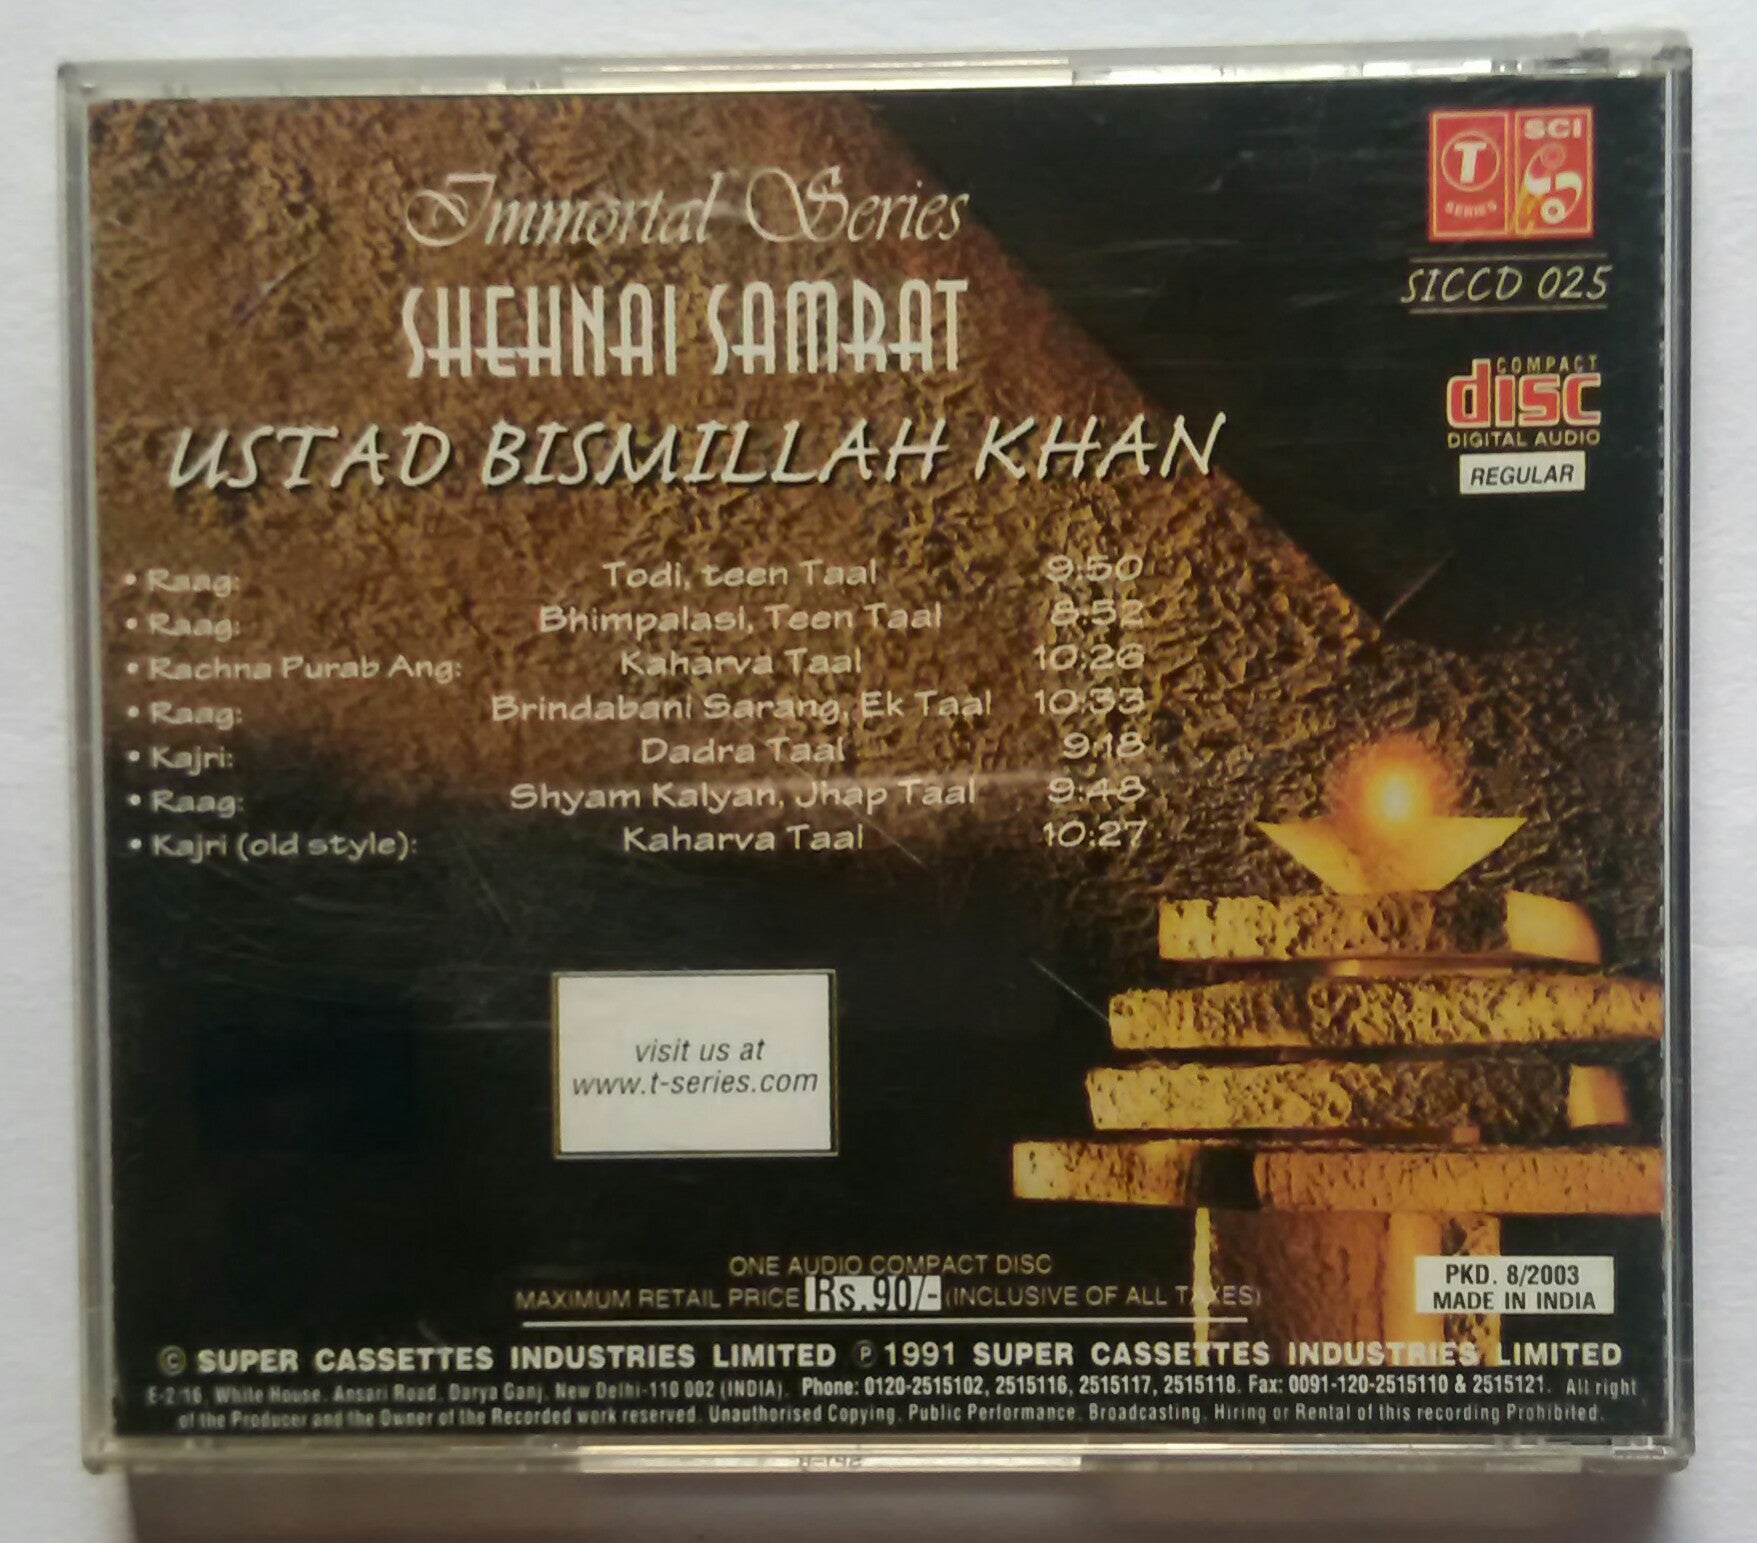 Immortal Series
SHEHNAI SAMRAT
USTAD BISMILLAH KHAN
T
SERIES
SCI
SICCD 025
COMPACT
disc
DIGITAL AUDIO
REGULAR
• Raag: Todi, teen Taal 9:50
• Raag: Bhimpalasi, Teen Taal 8:52
• Rachna Purab Ang: Kaharva Taal 10:26
• Raag: Brindabani Sarang, Ek Taal 10:33
• Kajri: Dadra Taal 9:18
• Raag: Shyam Kalyan, Jhap Taal 9:48
• Kajri (old style): Kaharva Taal 10:27
visit us at
www.t-series.com
ONE AUDIO COMPACT DISC
MAXIMUM RETAIL PRICE Rs.90/- (INCLUSIVE OF ALL TAXES)
PKD. 8/2003
MADE IN INDIA
© SUPER CASSETTES INDUSTRIES LIMITED ℗ 1991 SUPER CASSETTES INDUSTRIES LIMITED
E-2/16, White House, Ansari Road, Darya Ganj, New Delhi-110 002 (INDIA). Phone: 0120-2515102, 2515116, 2515117, 2515118. Fax: 0091-120-2515110 & 2515121. All right
of the Producer and the Owner of the Recorded work reserved. Unauthorised Copying, Public Performance, Broadcasting, Hiring or Rental of this recording Prohibited.